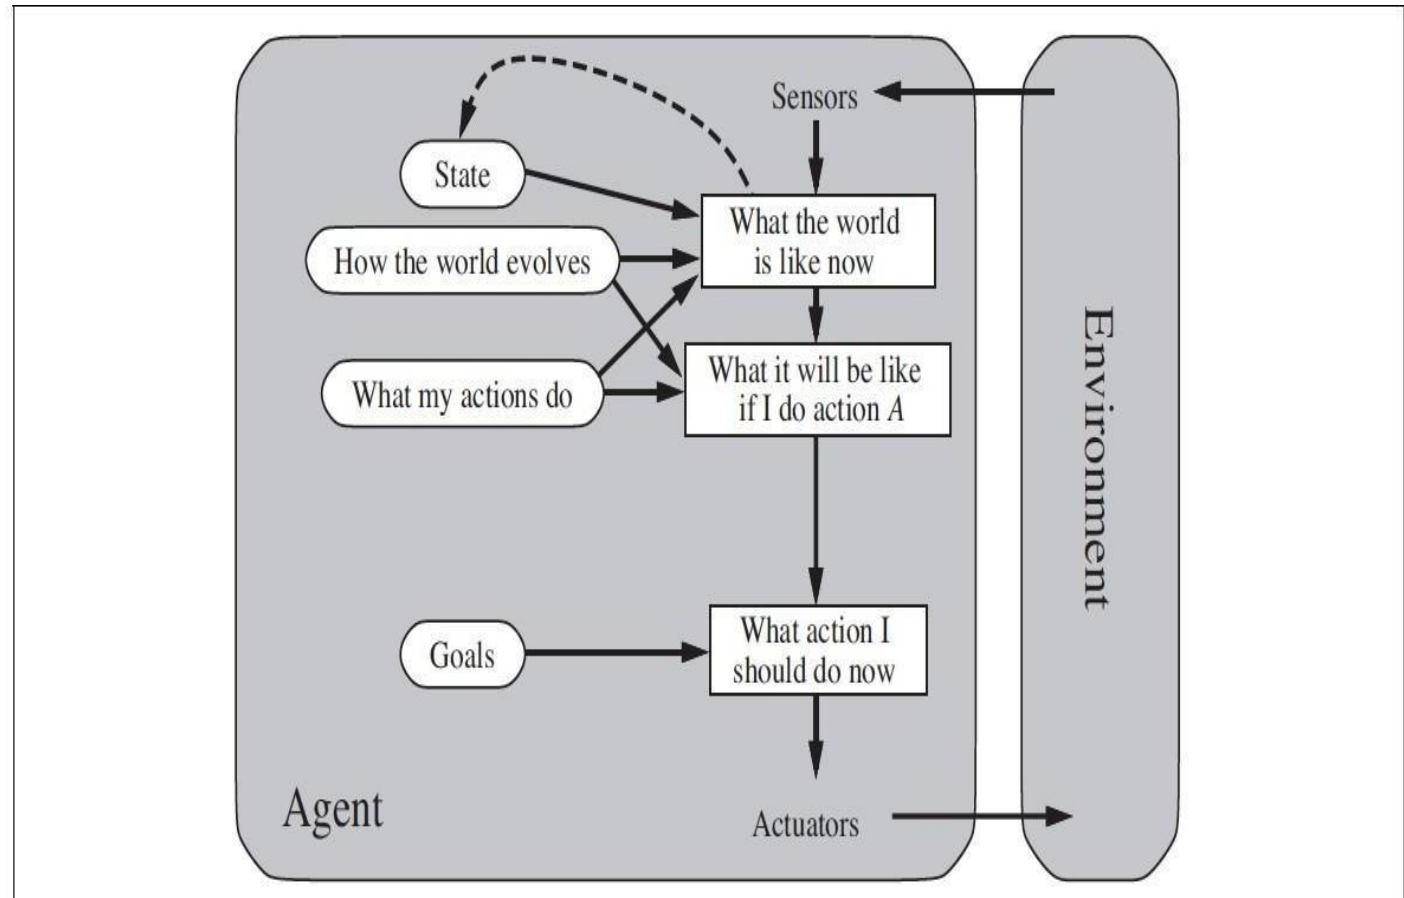 Sensors
State
What the world
is like now
How the world evolves
What it will be like
if I do action A
What my actions do
Environment
What action I
should do now
Goals
Agent
Actuators